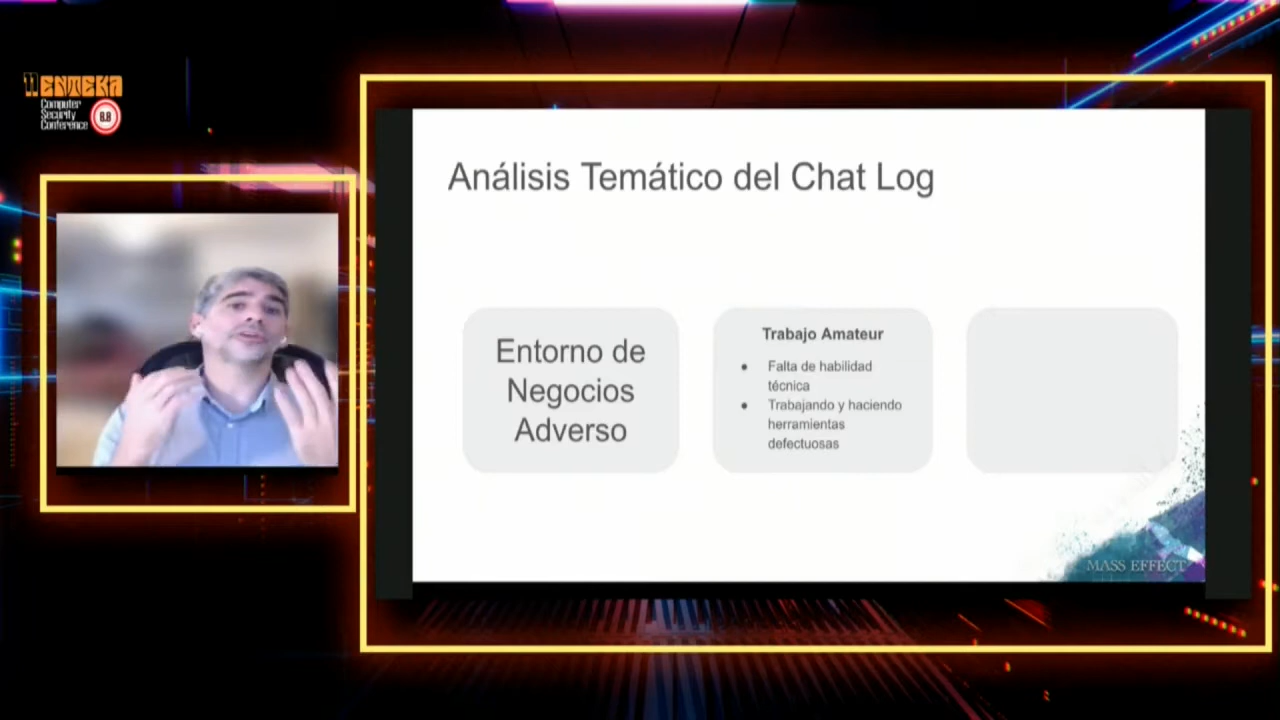 11ENTEKA
Computer
Security
Conference
8.8
Análisis Temático del Chat Log
Entorno de
Negocios
Adverso
Trabajo Amateur
• Falta de habilidad
técnica
• Trabajando y haciendo
herramientas
defectuosas
MASS EFFECT